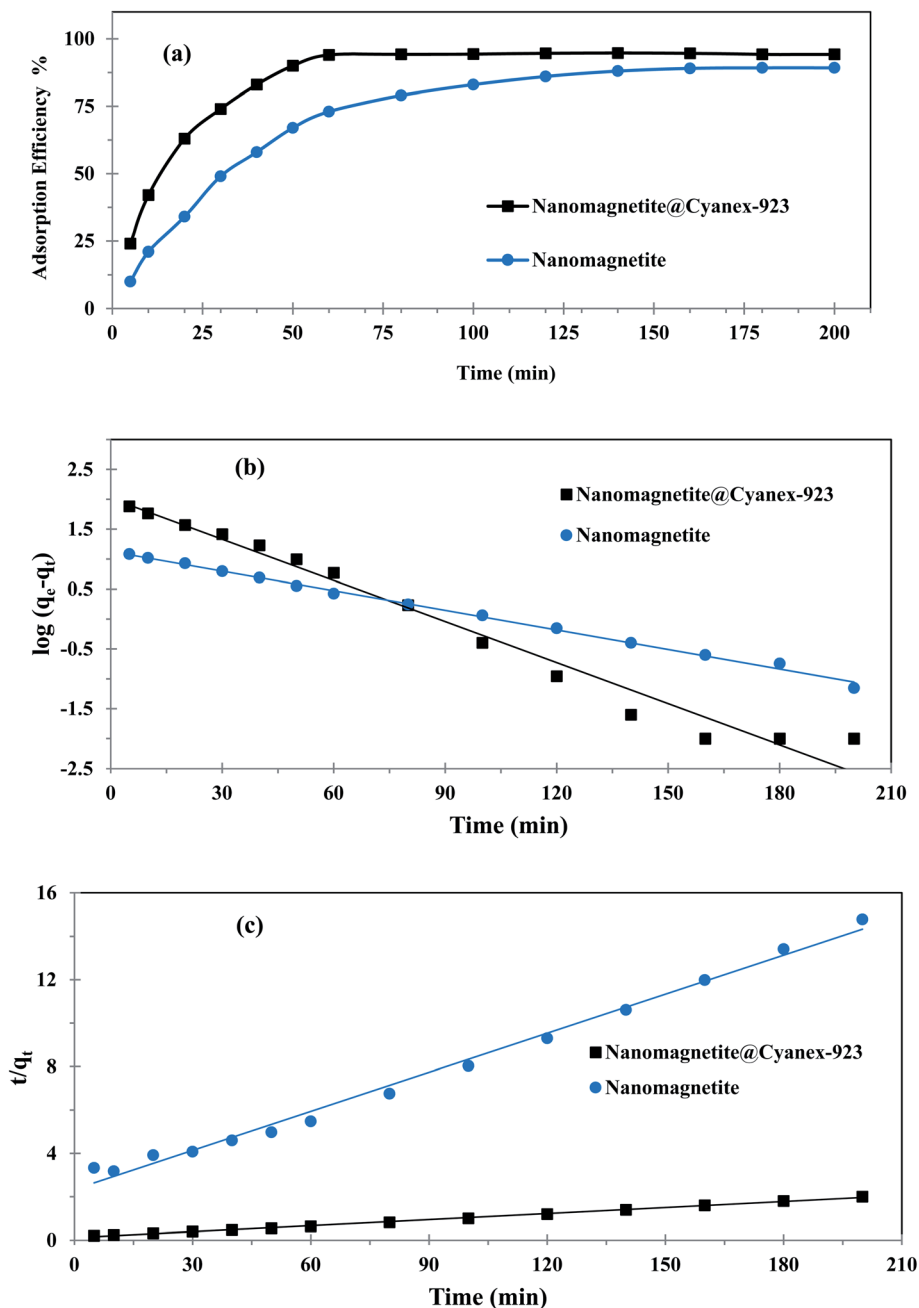 100
(a)
75
50
25
0
Adsorption Efficiency %
Nanomagnetite@Cyanex-923
Nanomagnetite
0 25 50 75 100 125 150 175 200
Time (min)
2.5
(b)
1.5
0.5
-0.5
-1.5
-2.5
log (qe-qt)
Nanomagnetite@Cyanex-923
Nanomagnetite
0 30 60 90 120 150 180 210
Time (min)
16
(c)
12
8
4
0
t/qt
Nanomagnetite@Cyanex-923
Nanomagnetite
0 30 60 90 120 150 180 210
Time (min)